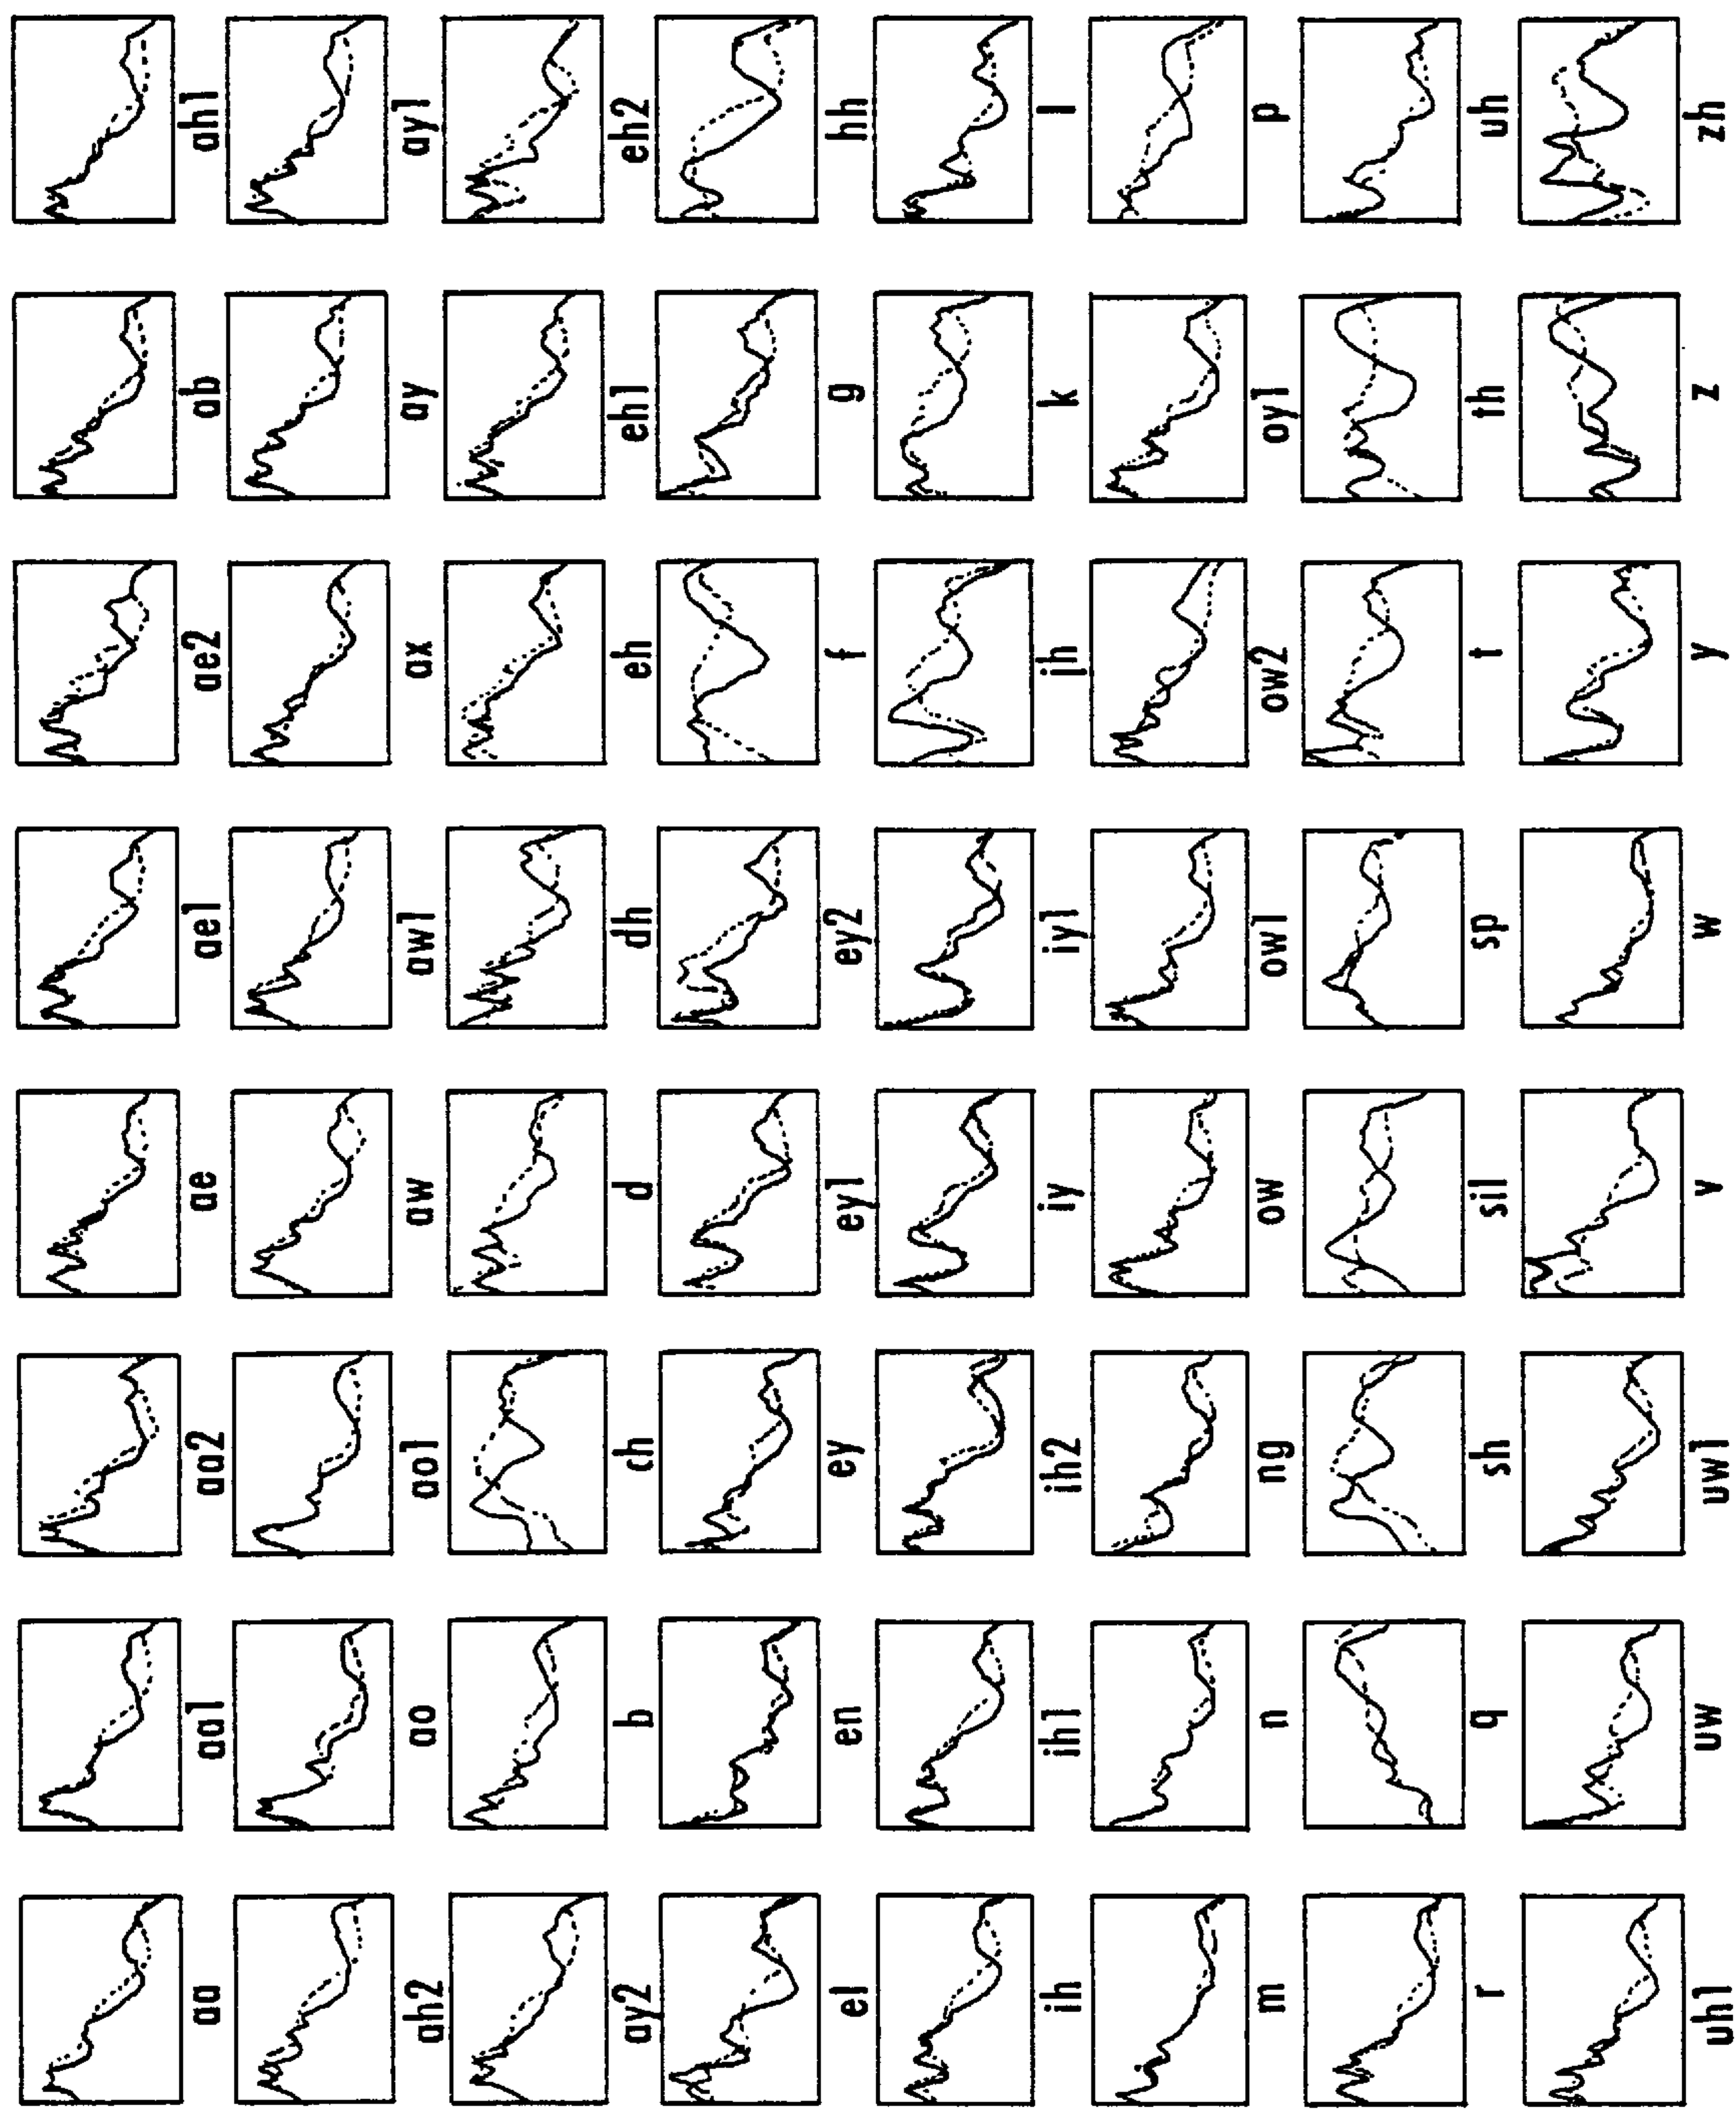 aa aa1 aa2 ae ae1 ae2 ab ah1
ah2 ao ao1 aw aw1 ax ay ay1
ay2 b ch d dh eh eh1 eh2
el en ey ey1 ey2 f g hh
ih ih1 ih2 iy iy1 jh k l
m n ng ow ow1 ow2 oy1 p
r q sh sil sp t th uh
uh1 uw uw1 v w y z zh